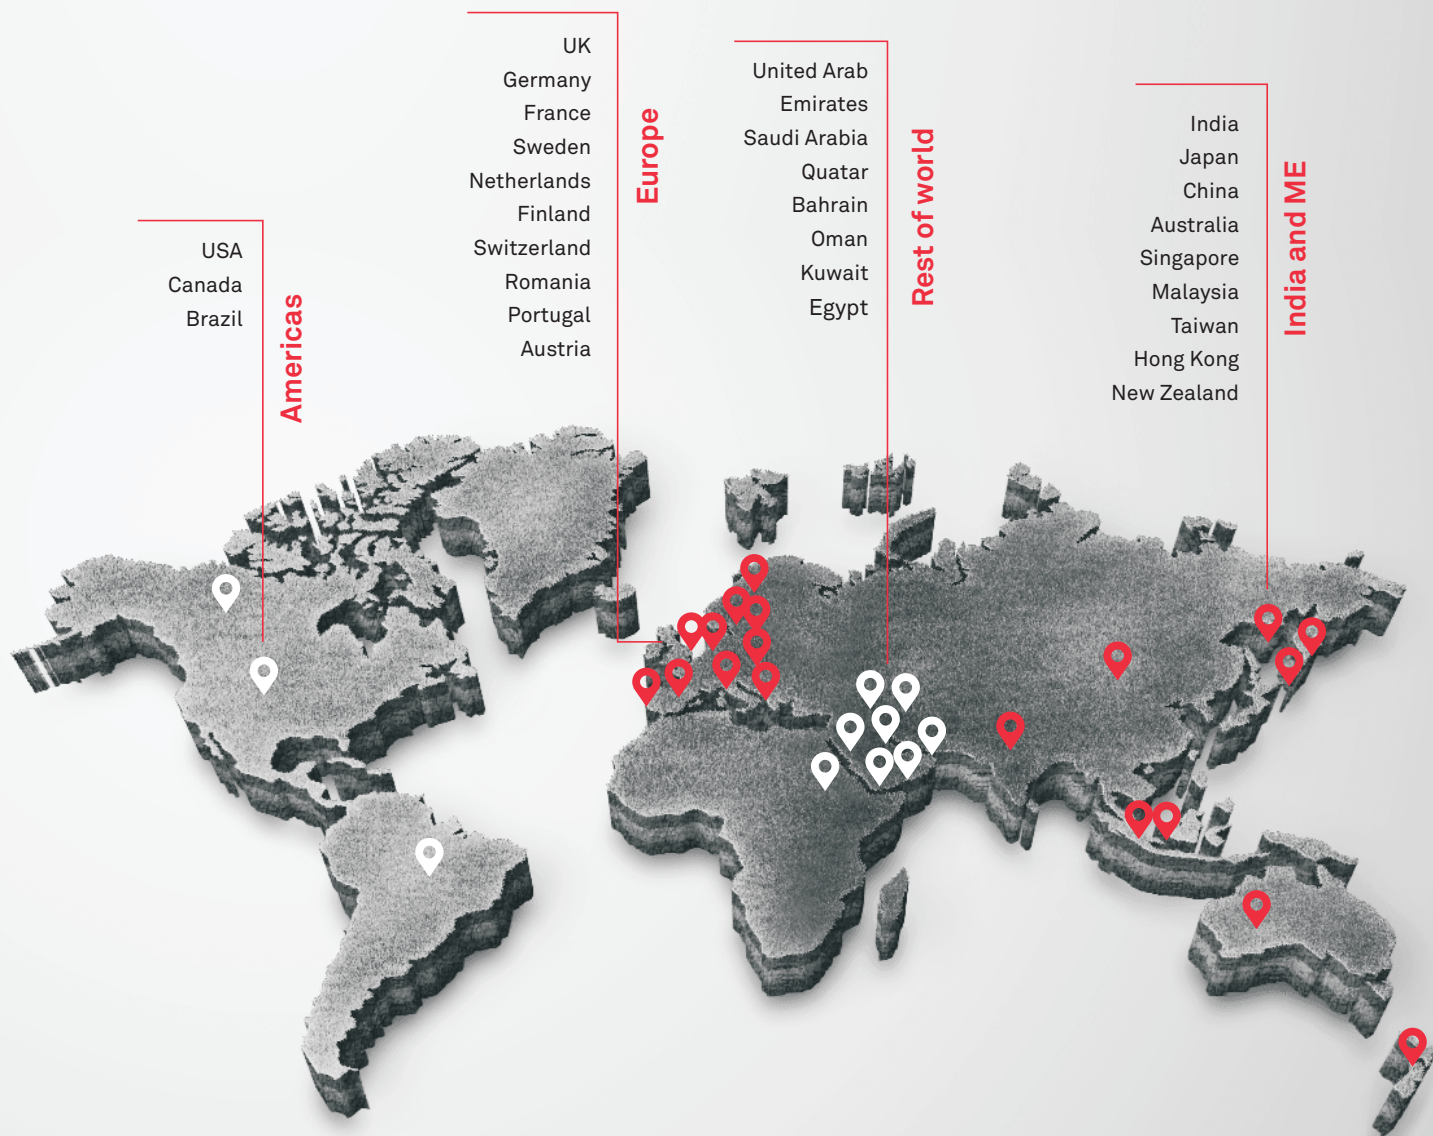 USA
Canada
Brazil
Americas
UK
Germany
France
Sweden
Netherlands
Finland
Switzerland
Romania
Portugal
Austria
Europe
United Arab
Emirates
Saudi Arabia
Quatar
Bahrain
Oman
Kuwait
Egypt
Rest of world
India
Japan
China
Australia
Singapore
Malaysia
Taiwan
Hong Kong
New Zealand
India and ME